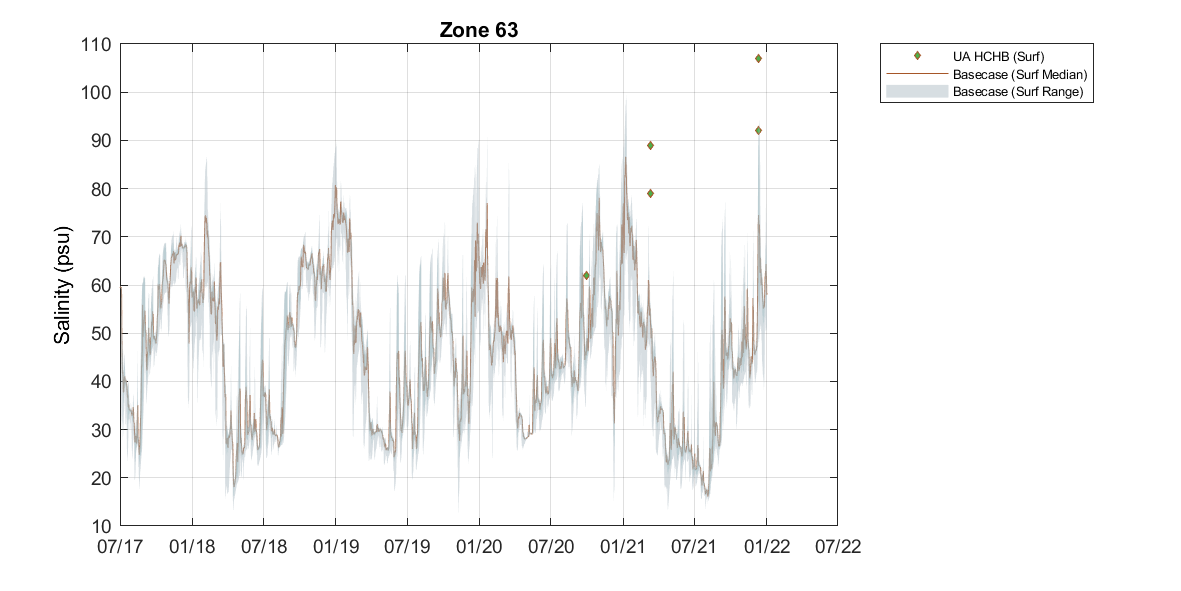 Zone 63
Salinity (psu)
110
100
90
80
70
60
50
40
30
20
10
07/17 01/18 07/18 01/19 07/19 01/20 07/20 01/21 07/21 01/22 07/22
UA HCHB (Surf)
Basecase (Surf Median)
Basecase (Surf Range)